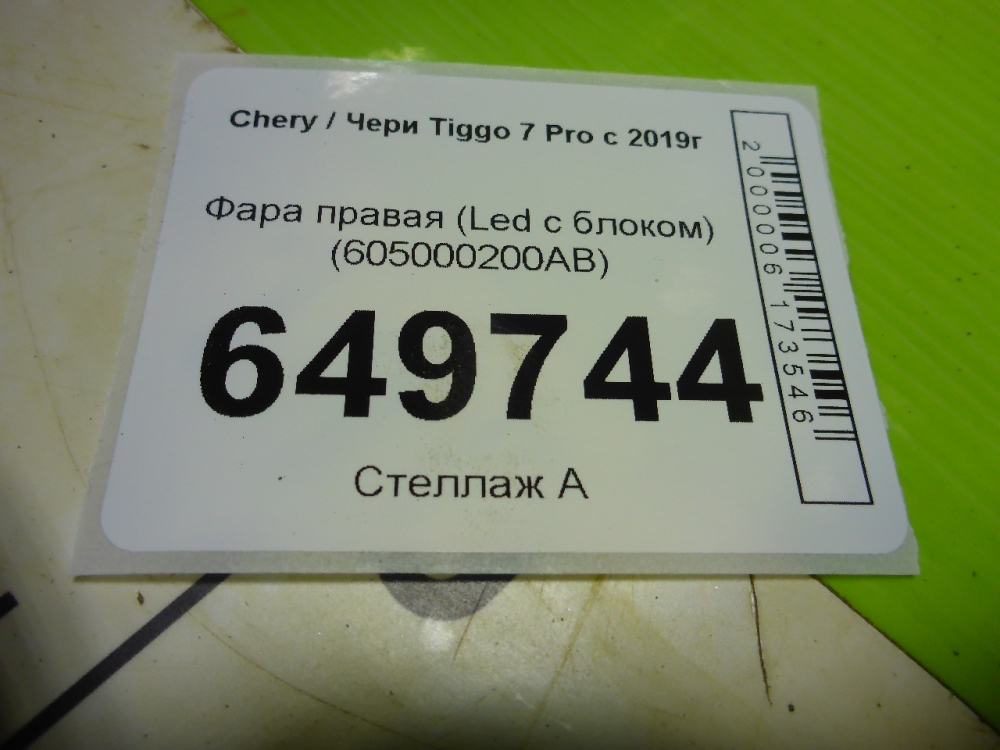 Chery / Чери Tiggo 7 Pro с 2019г
Фара правая (Led с блоком)
(605000200AB)
649744
Стеллаж А
2000006173546